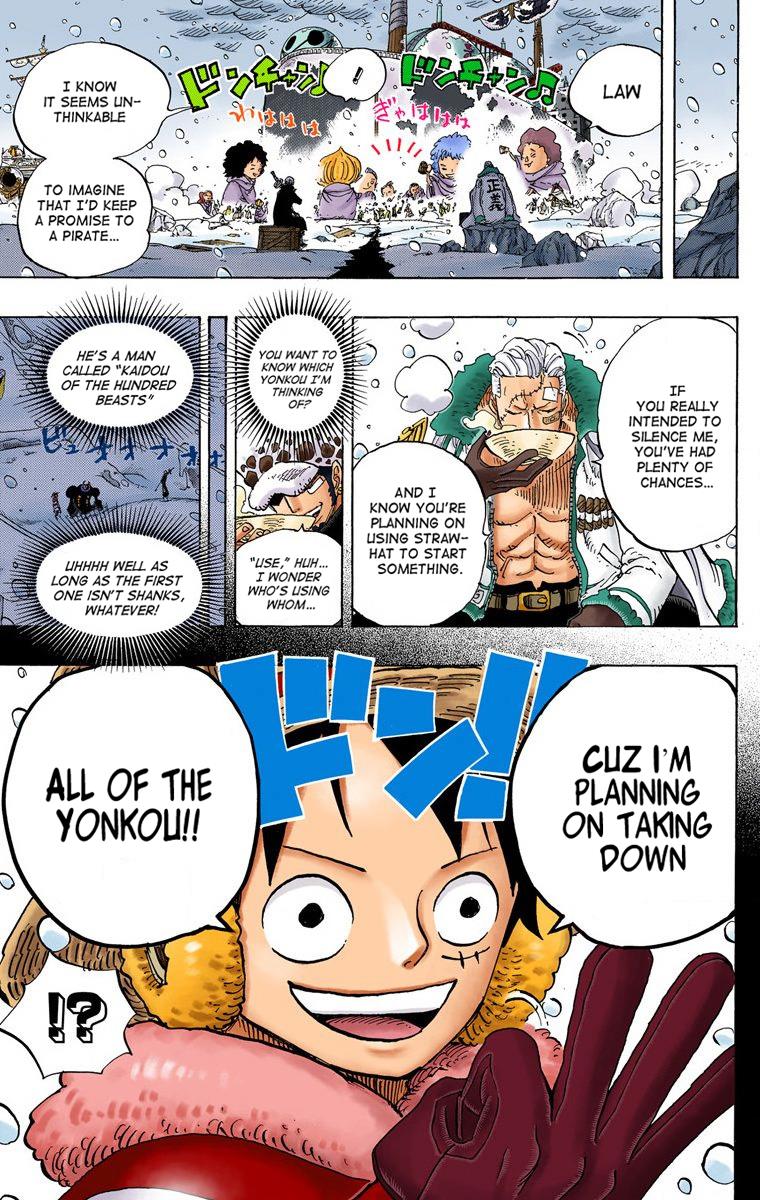 LAW
ドンチャン♫
!
ドンチャン♪
ぎゃはははは
わははは
正義
I KNOW
IT SEEMS UN-
THINKABLE
TO IMAGINE
THAT I'D KEEP
A PROMISE TO
A PIRATE...
IF
YOU REALLY
INTENDED TO
SILENCE ME,
YOU'VE HAD
PLENTY OF
CHANCES...
AND I
KNOW YOU'RE
PLANNING ON
USING STRAW-
HAT TO START
SOMETHING.
YOU WANT TO
KNOW WHICH
YONKOU I'M
THINKING
OF?
"USE," HUH...
I WONDER
WHO'S USING
WHOM...
HE'S A MAN
CALLED "KAIDOU
OF THE HUNDRED
BEASTS"
ビュオオオオ
UHHHH WELL AS
LONG AS THE FIRST
ONE ISN'T SHANKS,
WHATEVER!
ドン!!
CUZ I'M
PLANNING
ON TAKING
DOWN
ALL OF THE
YONKOU!!
!?